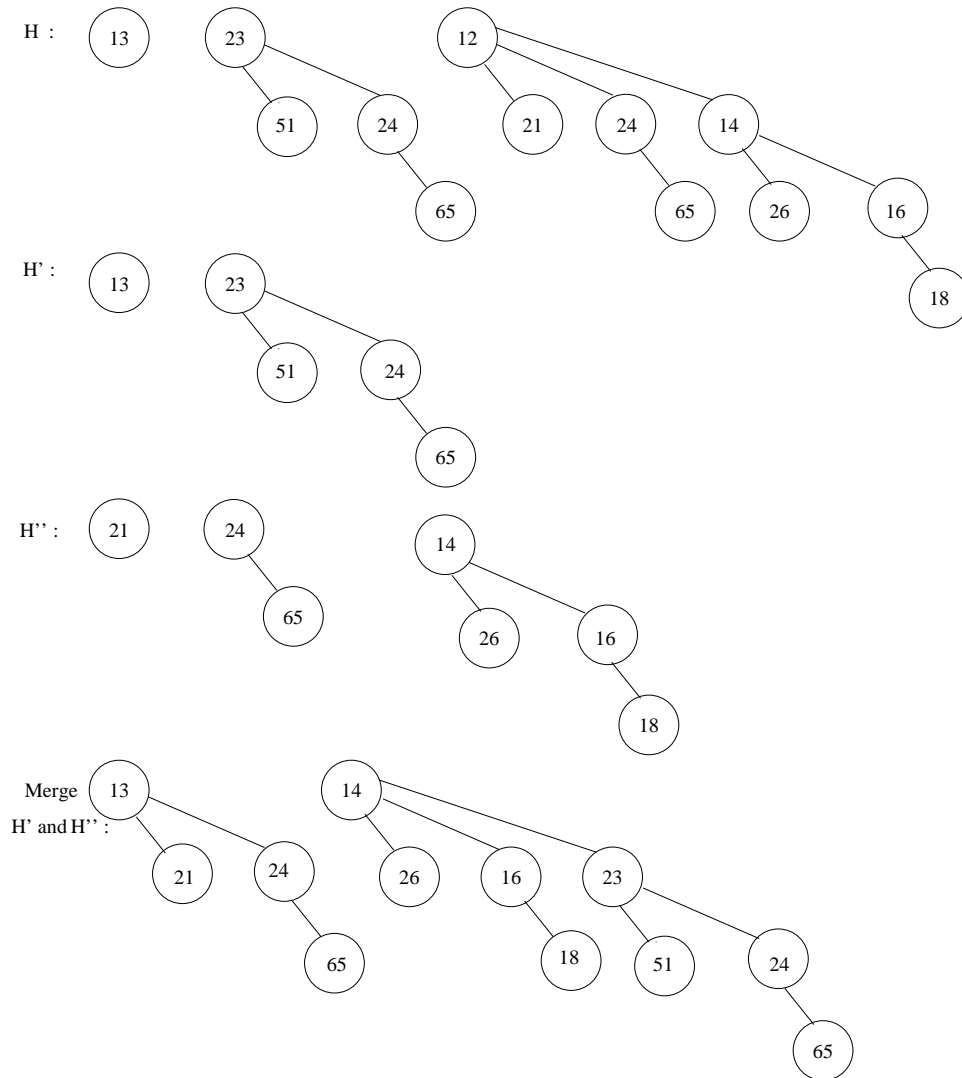 H : 13 23 12
51 24 21 24 14
65 65 26 16
18
H’ : 13 23
51 24
65
H’’ : 21 24 14
65 26 16
18
Merge 13 14
H’ and H’’ :
21 24 26 16 23
65 18 51 24
65